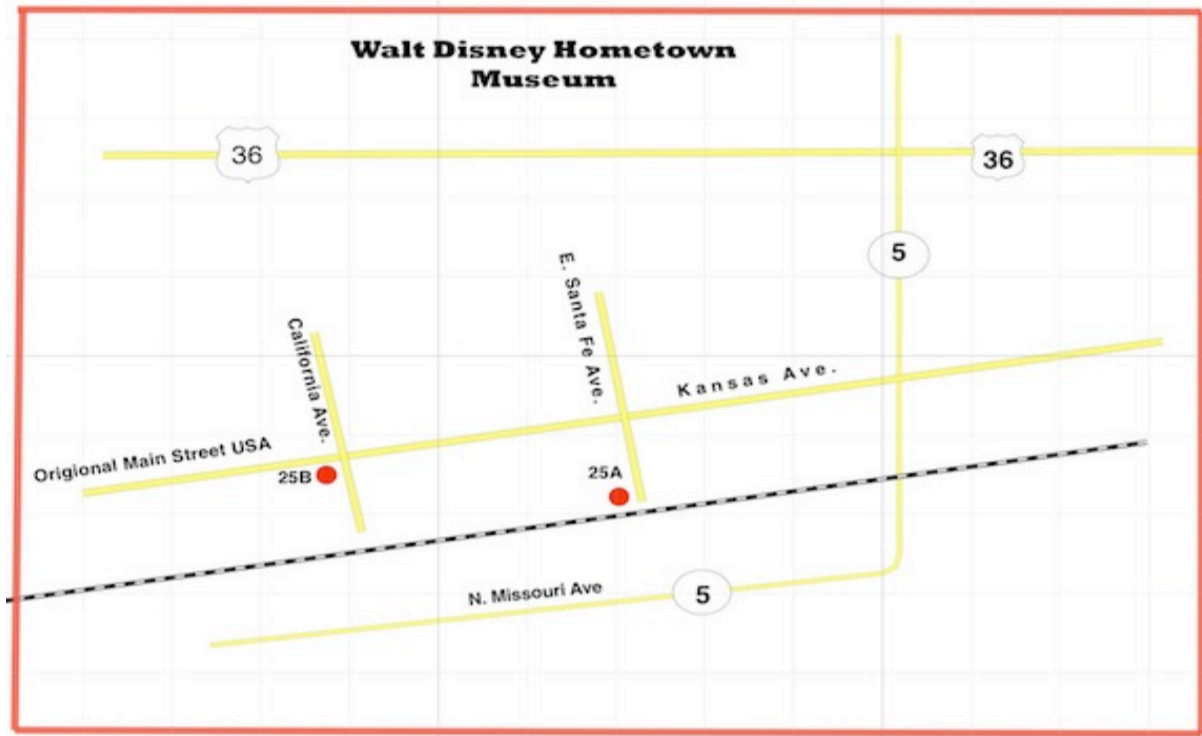 Walt Disney Hometown
Museum
36
36
5
E. Santa Fe Ave.
California Ave.
Kansas Ave.
Origional Main Street USA
25B
25A
N. Missouri Ave
5